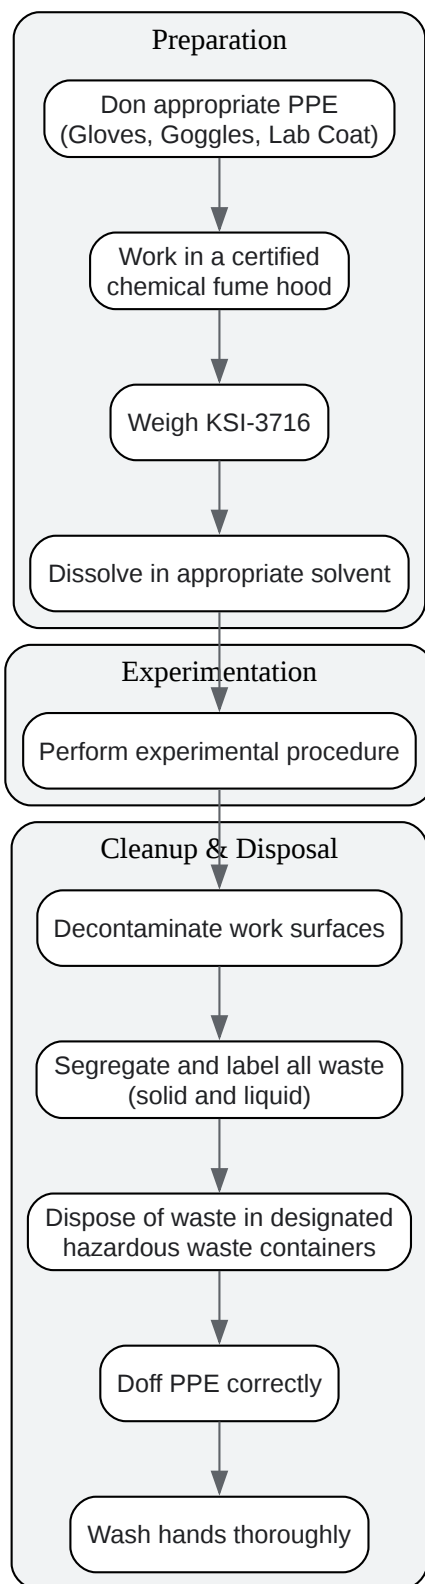 Preparation
Don appropriate PPE
(Gloves, Goggles, Lab Coat)
Work in a certified
chemical fume hood
Weigh KSI-3716
Dissolve in appropriate solvent
Experimentation
Perform experimental procedure
Cleanup & Disposal
Decontaminate work surfaces
Segregate and label all waste
(solid and liquid)
Dispose of waste in designated
hazardous waste containers
Doff PPE correctly
Wash hands thoroughly